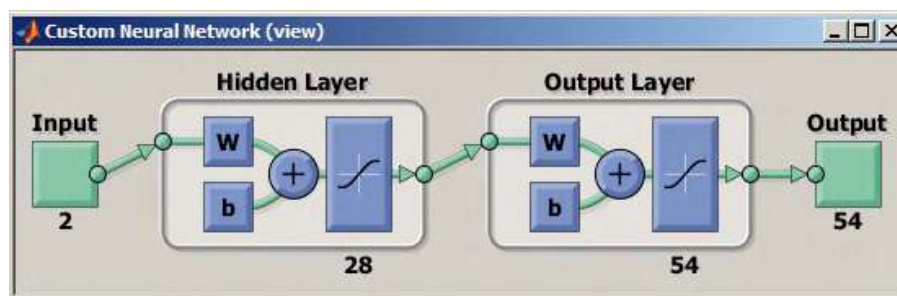 Custom Neural Network (view)
Hidden Layer
Output Layer
Input
Output
W
W
b
b
2
28
54
54